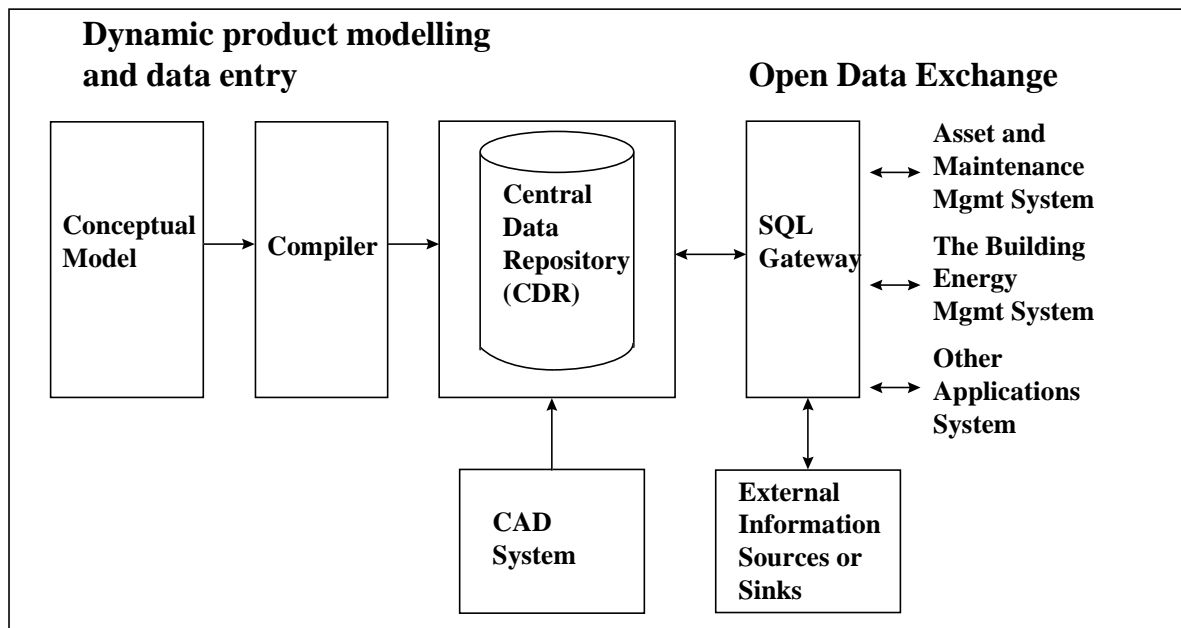 Dynamic product modelling
and data entry
Open Data Exchange
Conceptual
Model
Compiler
Central
Data
Repository
(CDR)
SQL
Gateway
Asset and
Maintenance
Mgmt System
The Building
Energy
Mgmt System
Other
Applications
System
CAD
System
External
Information
Sources or
Sinks